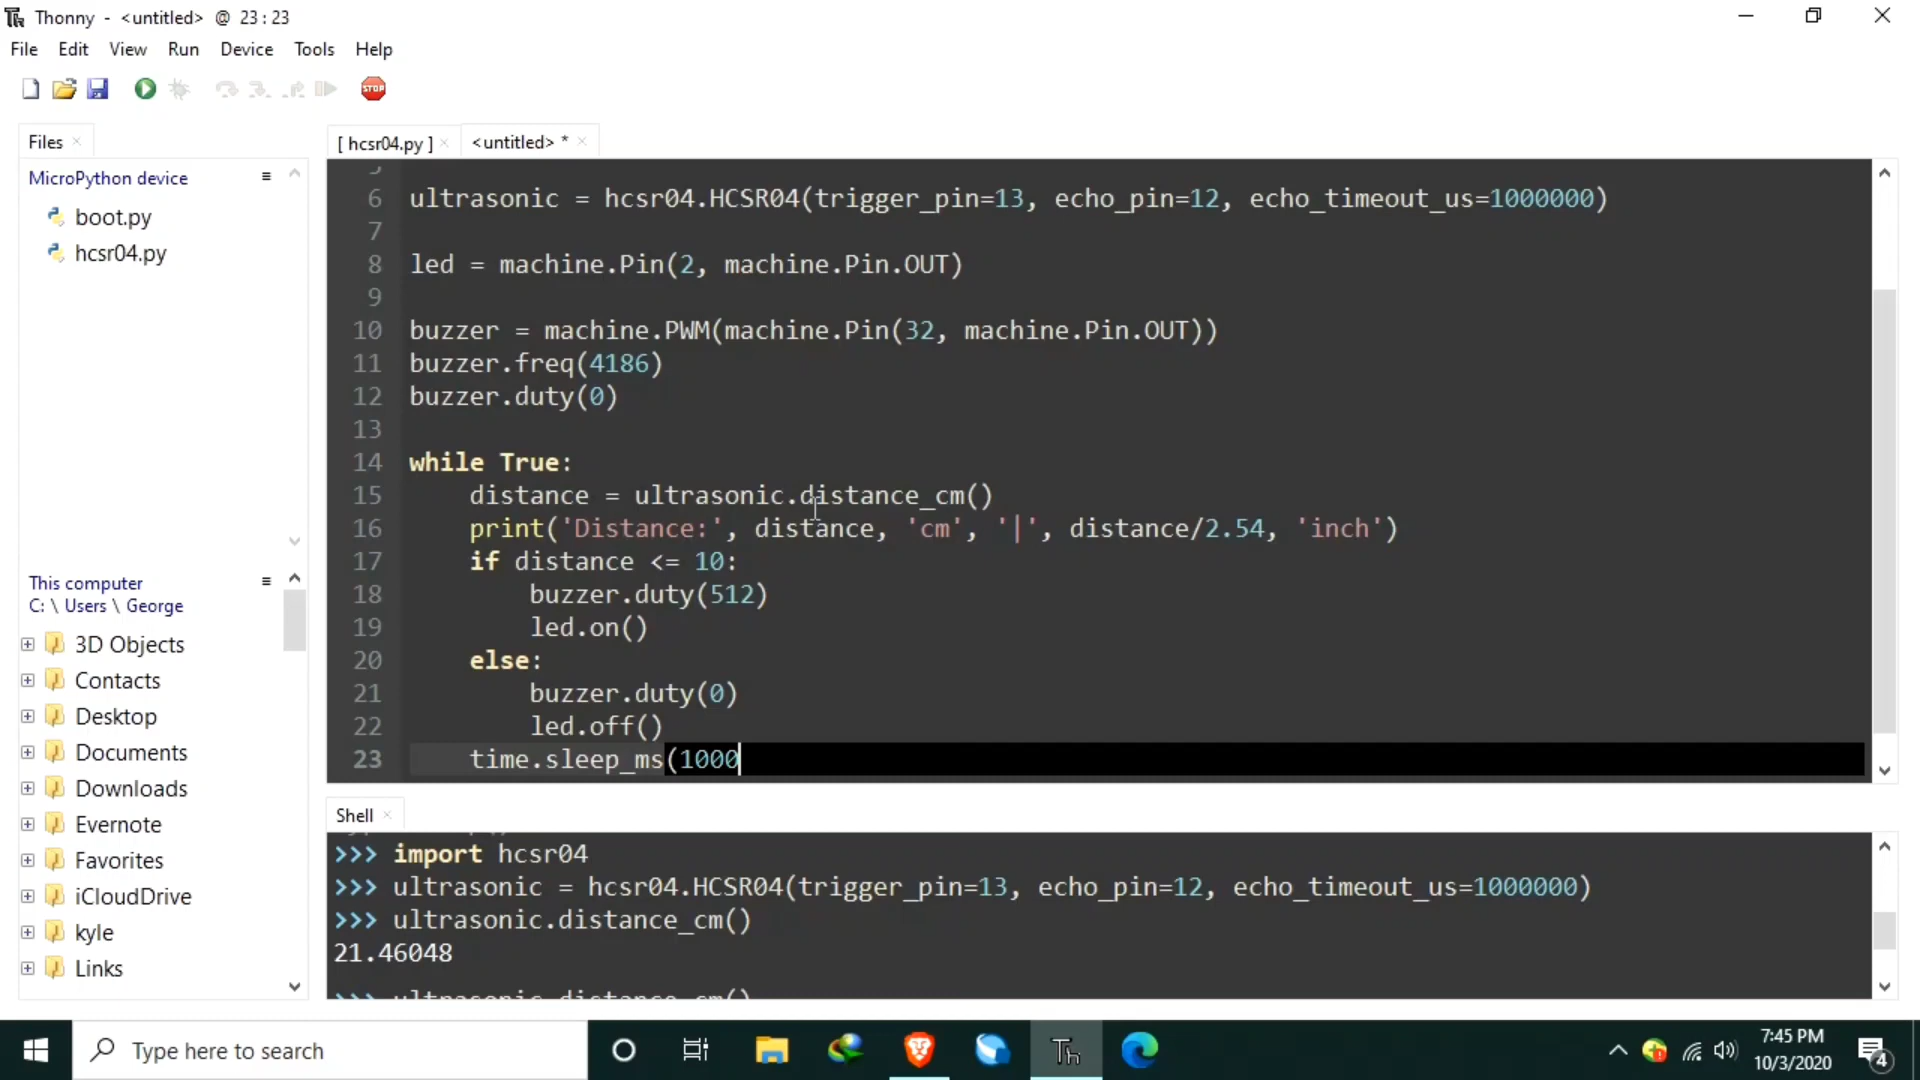 Thonny - <untitled> @ 23 : 23
File Edit View Run Device Tools Help
STOP
Files
MicroPython device
boot.py
hcsr04.py
This computer
C: \ Users \ George
3D Objects
Contacts
Desktop
Documents
Downloads
Evernote
Favorites
iCloudDrive
kyle
Links
[ hcsr04.py ] <untitled> *
5
6 ultrasonic = hcsr04.HCSR04(trigger_pin=13, echo_pin=12, echo_timeout_us=1000000)
7
8 led = machine.Pin(2, machine.Pin.OUT)
9
10 buzzer = machine.PWM(machine.Pin(32, machine.Pin.OUT))
11 buzzer.freq(4186)
12 buzzer.duty(0)
13
14 while True:
15 distance = ultrasonic.distance_cm()
16 print('Distance:', distance, 'cm', '|', distance/2.54, 'inch')
17 if distance <= 10:
18 buzzer.duty(512)
19 led.on()
20 else:
21 buzzer.duty(0)
22 led.off()
23 time.sleep_ms(1000
Shell
>>> import hcsr04
>>> ultrasonic = hcsr04.HCSR04(trigger_pin=13, echo_pin=12, echo_timeout_us=1000000)
>>> ultrasonic.distance_cm()
21.46048
>>> ultrasonic.distance_cm()
Type here to search
Th
7:45 PM
10/3/2020
4